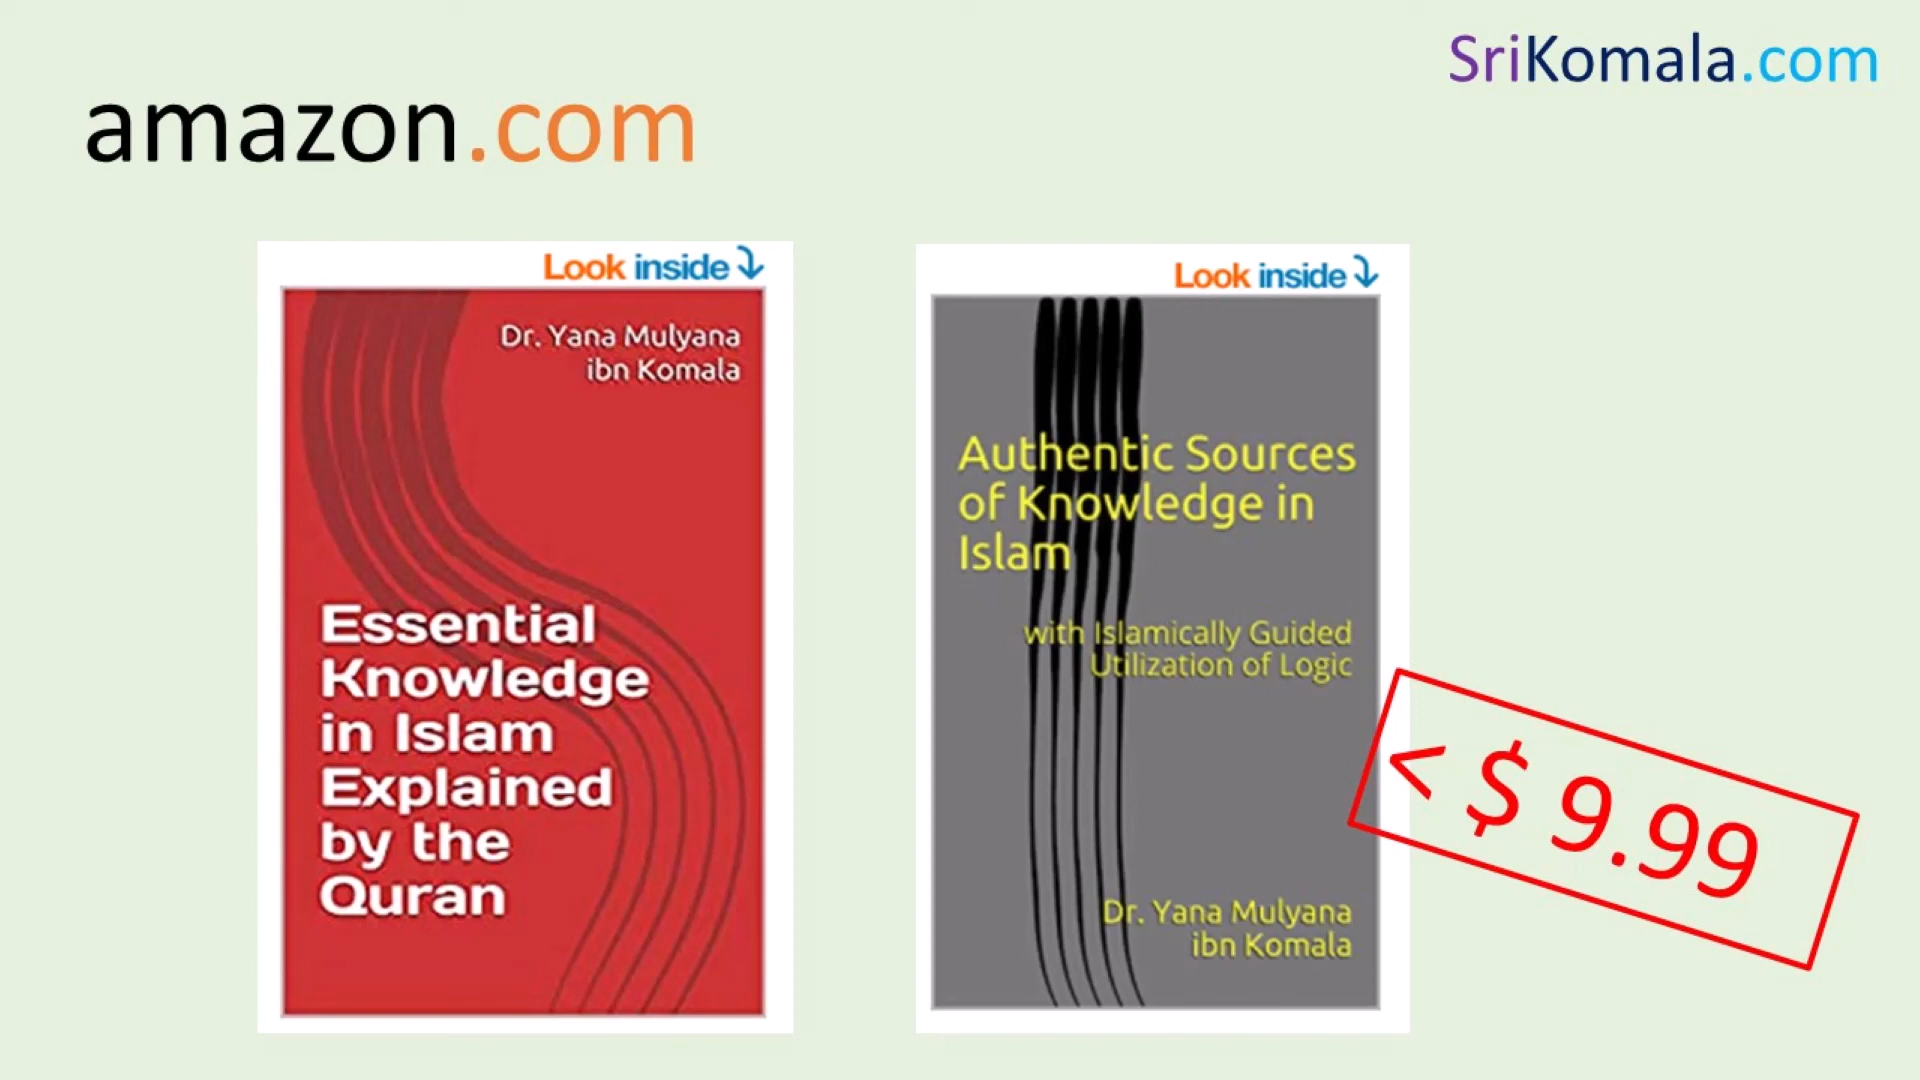 SriKomala.com
amazon.com
Look inside
Dr. Yana Mulyana
ibn Komala
Essential
Knowledge
in Islam
Explained
by the
Quran
Look inside
Authentic Sources
of Knowledge in
Islam
with Islamically Guided
Utilization of Logic
Dr. Yana Mulyana
ibn Komala
< $ 9.99